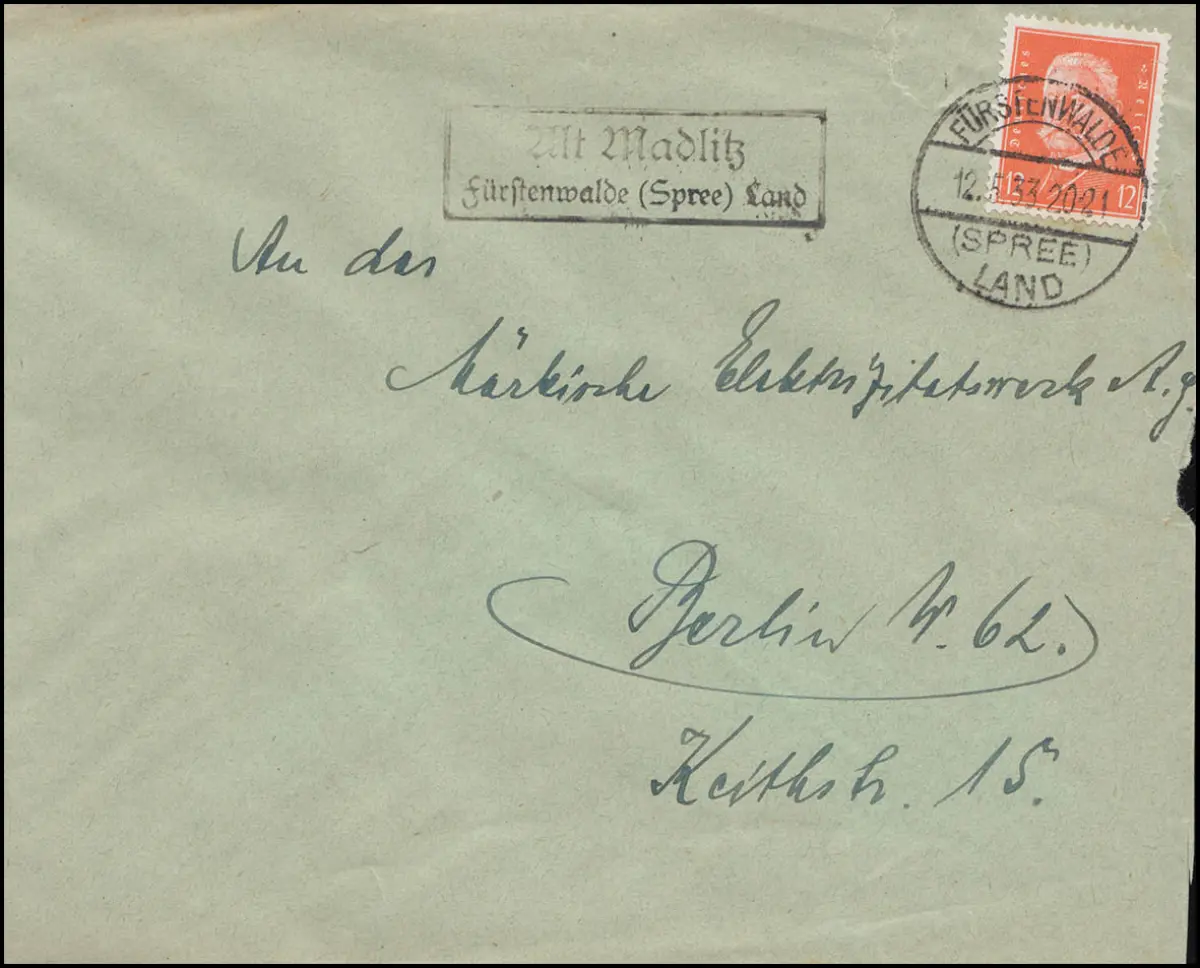 Alt Madlitz
Fürstenwalde (Spree) Land
FÜRSTENWALDE
12.5.33.20-21
(SPREE)
LAND
12
An das
Märkische Elektrizitätswerk A.g.
Berlin W. 62.
Keithstr. 15.